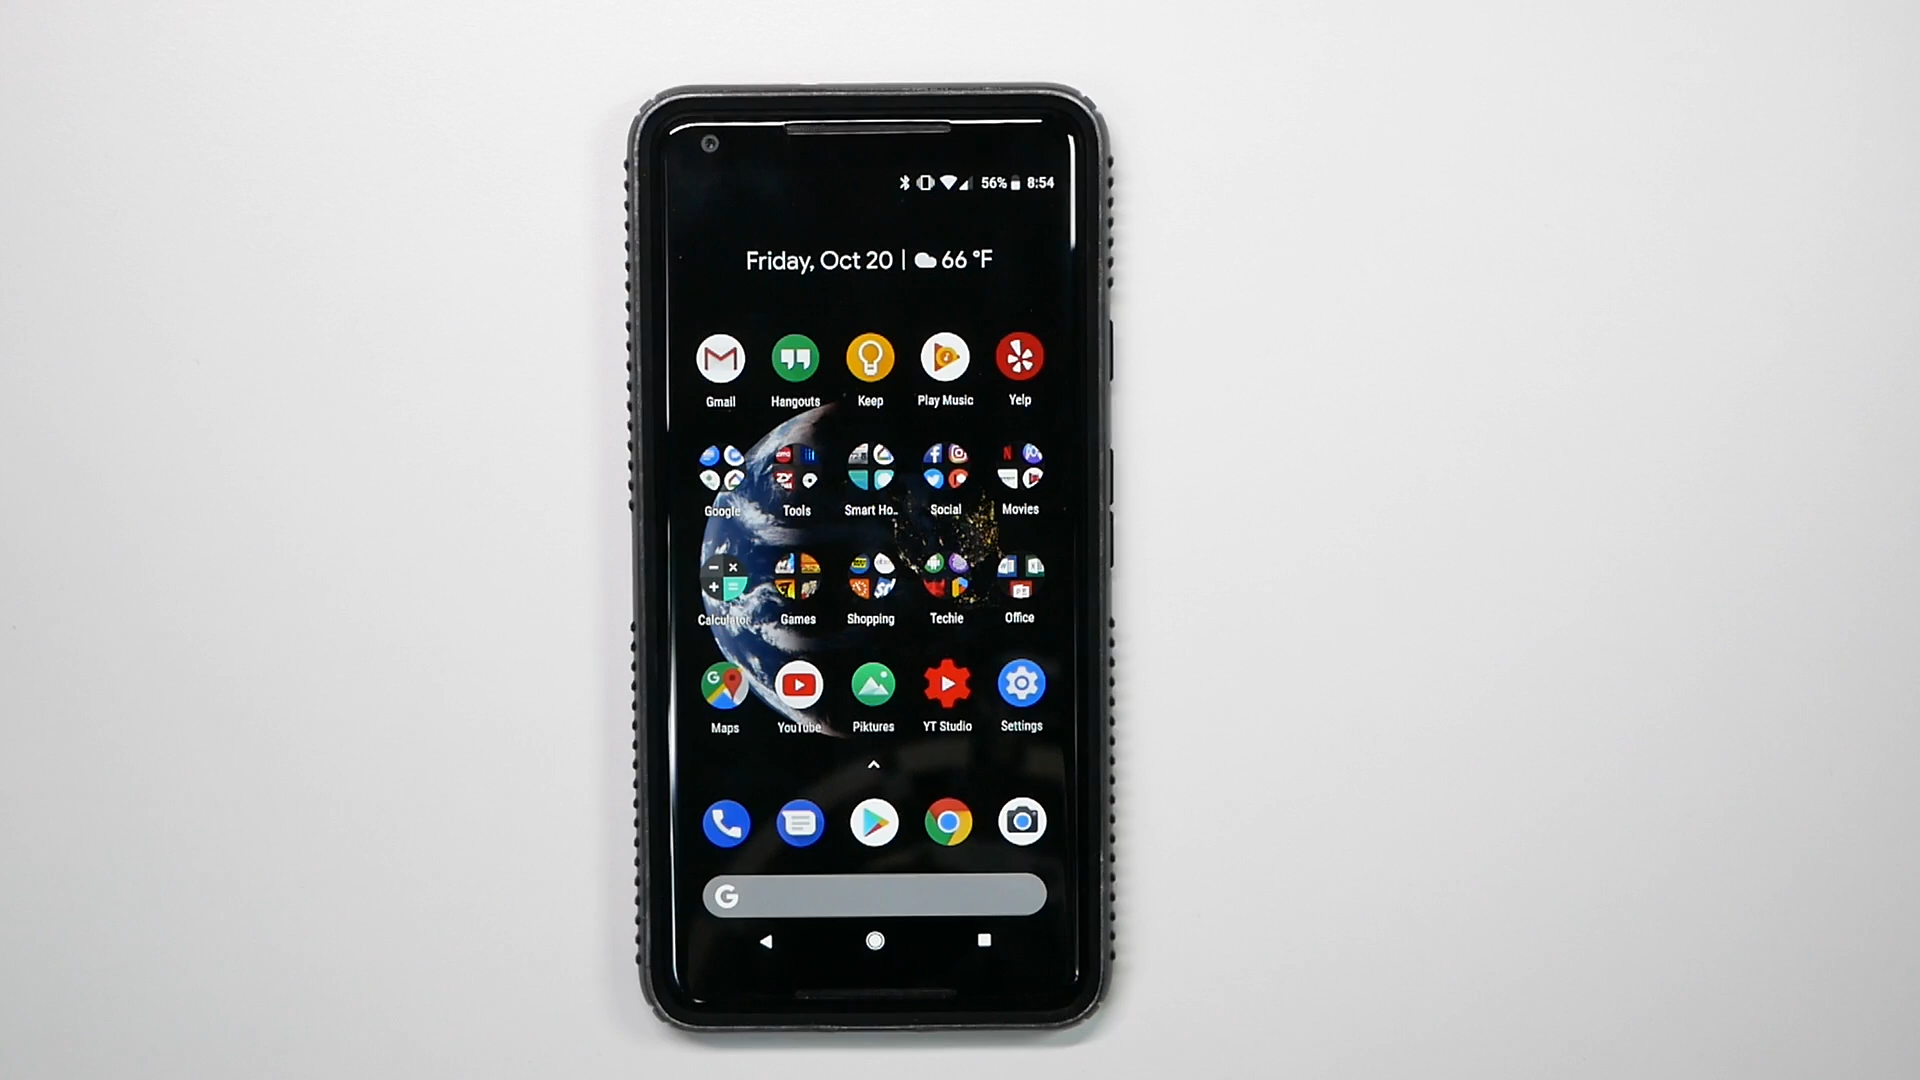 56% 8:54
Friday, Oct 20 | 66 °F
Gmail Hangouts Keep Play Music Yelp
Google Tools Smart Ho.. Social Movies
Calculator Games Shopping Techie Office
Maps YouTube Piktures YT Studio Settings
G